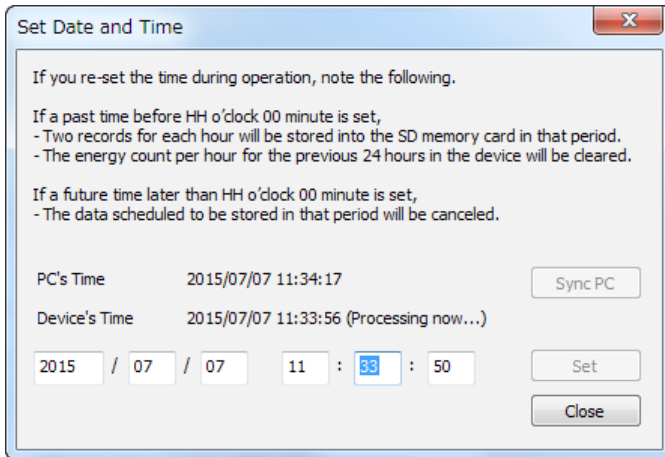 Set Date and Time
If you re-set the time during operation, note the following.
If a past time before HH o'clock 00 minute is set,
- Two records for each hour will be stored into the SD memory card in that period.
- The energy count per hour for the previous 24 hours in the device will be cleared.
If a future time later than HH o'clock 00 minute is set,
- The data scheduled to be stored in that period will be canceled.
PC's Time 2015/07/07 11:34:17 Sync PC
Device's Time 2015/07/07 11:33:56 (Processing now...)
2015 / 07 / 07 11 : 33 : 50 Set
Close